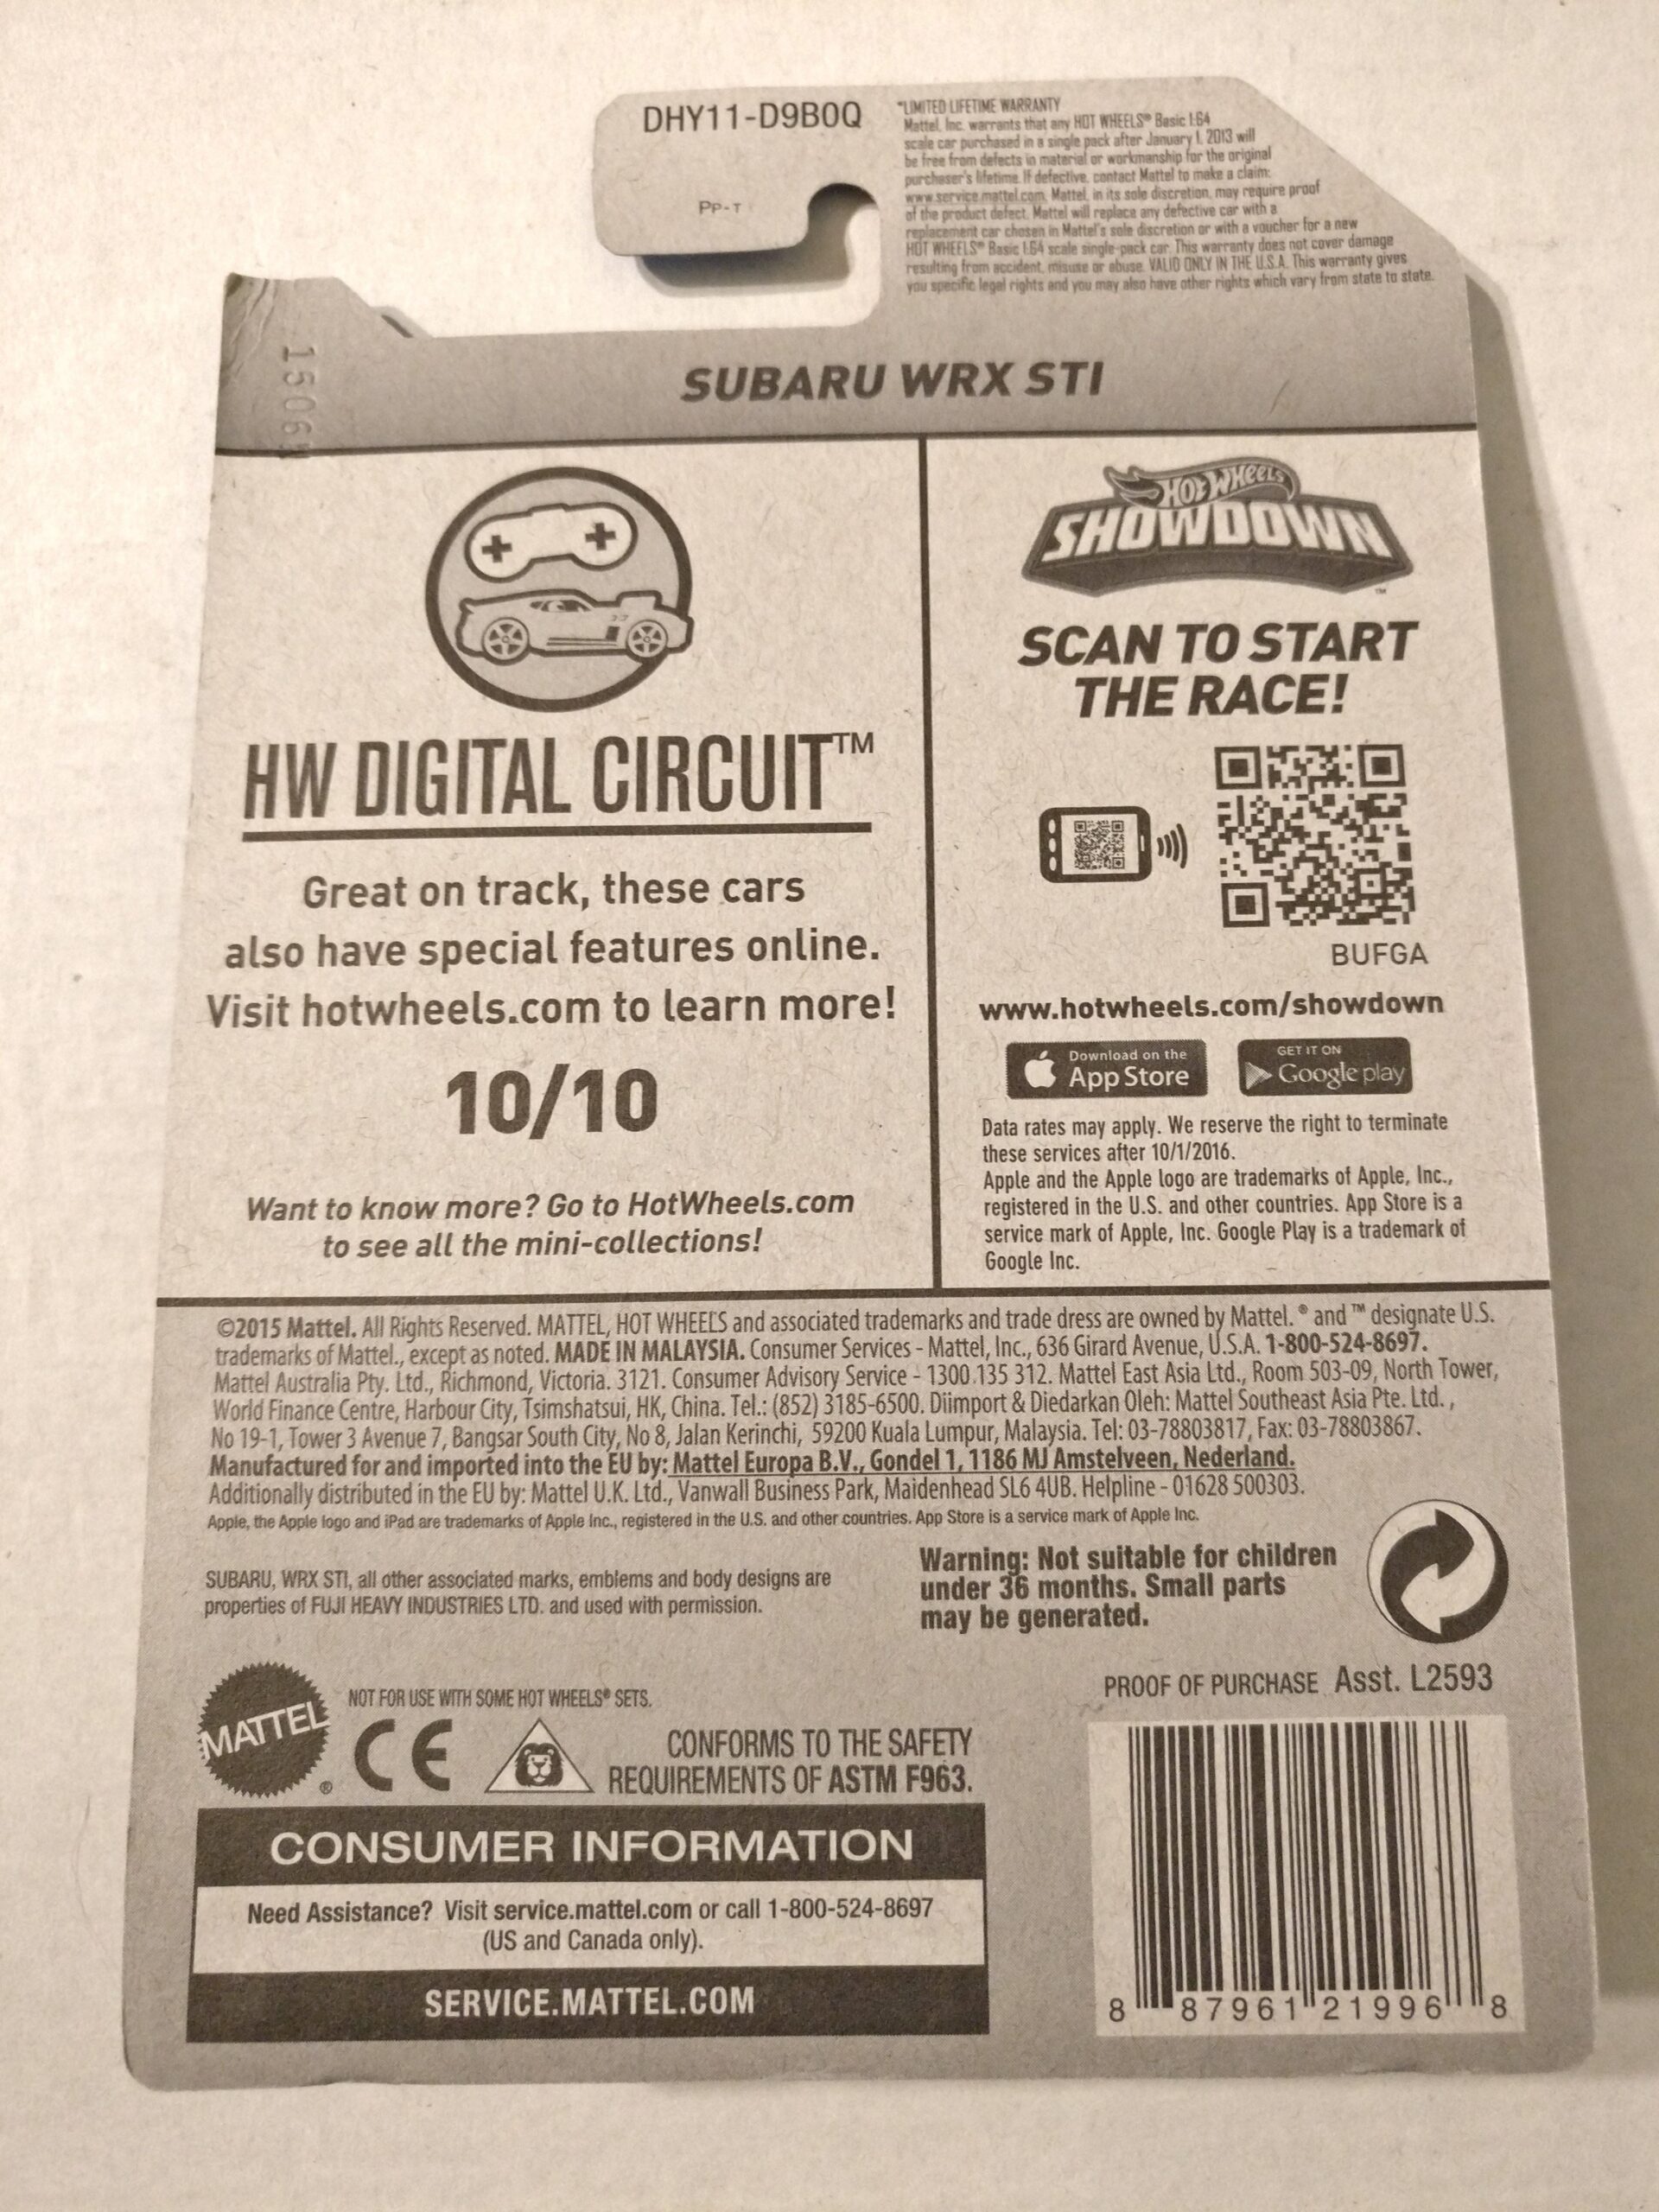 DHY11-D9B0Q
PP-T
*LIMITED LIFETIME WARRANTY
Mattel, Inc. warrants that any HOT WHEELS® Basic 1:64
scale car purchased in a single pack after January 1, 2013 will
be free from defects in material or workmanship for the original
purchaser's lifetime. If defective, contact Mattel to make a claim:
www.service.mattel.com. Mattel, in its sole discretion, may require proof
of the product defect. Mattel will replace any defective car with a
replacement car chosen in Mattel's sole discretion or with a voucher for a new
HOT WHEELS® Basic 1:64 scale single-pack car. This warranty does not cover damage
resulting from accident, misuse or abuse. VALID ONLY IN THE U.S.A. This warranty gives
you specific legal rights and you may also have other rights which vary from state to state.
SUBARU WRX STI
HW DIGITAL CIRCUIT™
Great on track, these cars
also have special features online.
Visit hotwheels.com to learn more!
10/10
Want to know more? Go to HotWheels.com
to see all the mini-collections!
HOT WHEELS
SHOWDOWN™
SCAN TO START
THE RACE!
BUFGA
www.hotwheels.com/showdown
Download on the
App Store
GET IT ON
Google play
Data rates may apply. We reserve the right to terminate
these services after 10/1/2016.
Apple and the Apple logo are trademarks of Apple, Inc.,
registered in the U.S. and other countries. App Store is a
service mark of Apple, Inc. Google Play is a trademark of
Google Inc.
©2015 Mattel. All Rights Reserved. MATTEL, HOT WHEELS and associated trademarks and trade dress are owned by Mattel. ® and ™ designate U.S.
trademarks of Mattel., except as noted. MADE IN MALAYSIA. Consumer Services - Mattel, Inc., 636 Girard Avenue, U.S.A. 1-800-524-8697.
Mattel Australia Pty. Ltd., Richmond, Victoria. 3121. Consumer Advisory Service - 1300 135 312. Mattel East Asia Ltd., Room 503-09, North Tower,
World Finance Centre, Harbour City, Tsimshatsui, HK, China. Tel.: (852) 3185-6500. Diimport & Diedarkan Oleh: Mattel Southeast Asia Pte. Ltd. ,
No 19-1, Tower 3 Avenue 7, Bangsar South City, No 8, Jalan Kerinchi, 59200 Kuala Lumpur, Malaysia. Tel: 03-78803817, Fax: 03-78803867.
Manufactured for and imported into the EU by: Mattel Europa B.V., Gondel 1, 1186 MJ Amstelveen, Nederland.
Additionally distributed in the EU by: Mattel U.K. Ltd., Vanwall Business Park, Maidenhead SL6 4UB. Helpline - 01628 500303.
Apple, the Apple logo and iPad are trademarks of Apple Inc., registered in the U.S. and other countries. App Store is a service mark of Apple Inc.
SUBARU, WRX STI, all other associated marks, emblems and body designs are
properties of FUJI HEAVY INDUSTRIES LTD. and used with permission.
Warning: Not suitable for children
under 36 months. Small parts
may be generated.
MATTEL®
NOT FOR USE WITH SOME HOT WHEELS® SETS.
CE
CONFORMS TO THE SAFETY
REQUIREMENTS OF ASTM F963.
PROOF OF PURCHASE Asst. L2593
CONSUMER INFORMATION
Need Assistance? Visit service.mattel.com or call 1-800-524-8697
(US and Canada only).
SERVICE.MATTEL.COM
8 87961 21996 8